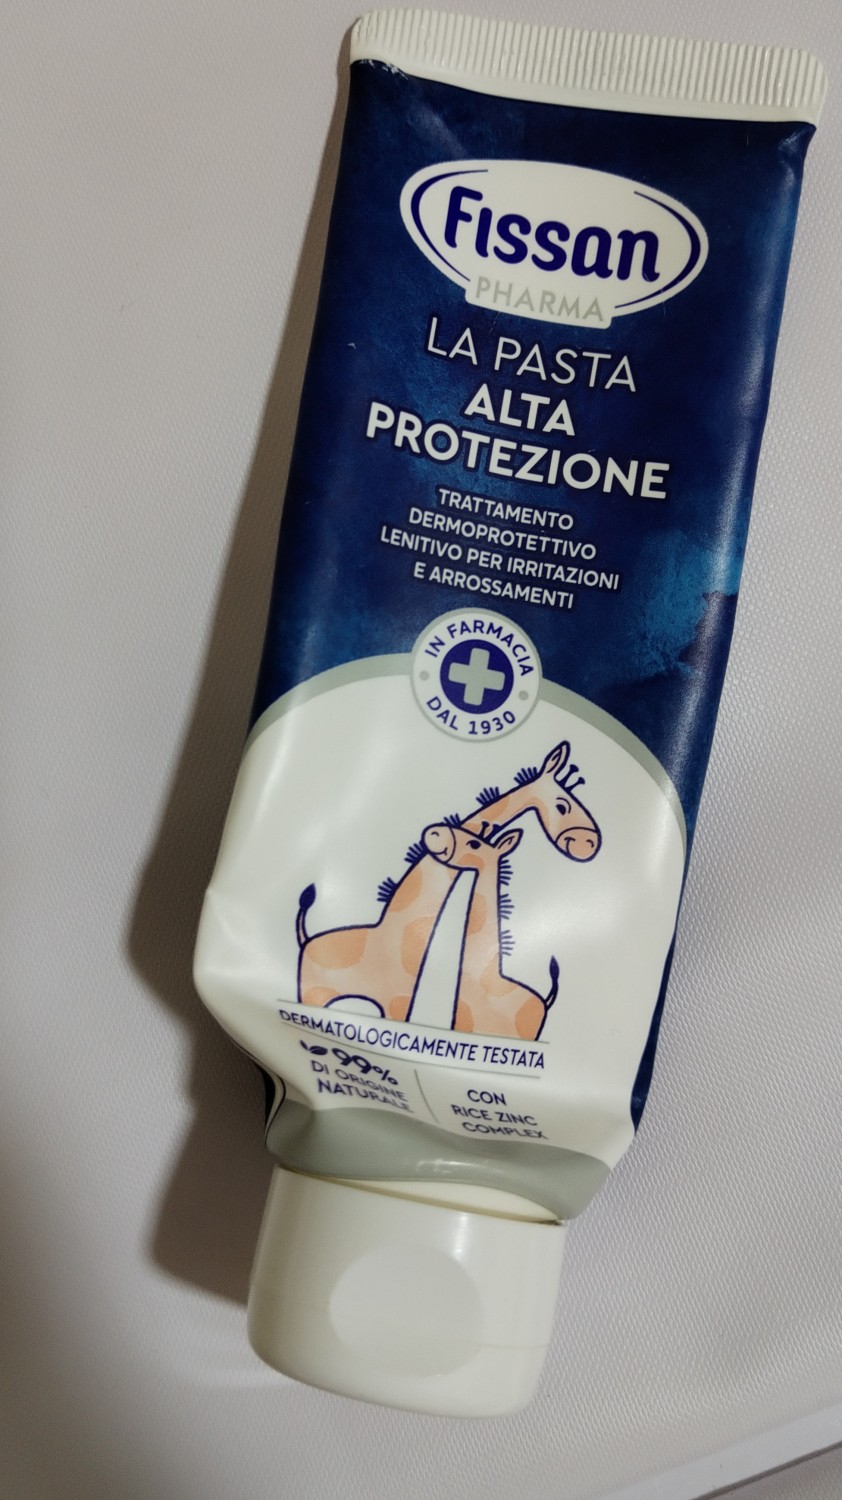 Fissan
PHARMA
LA PASTA
ALTA
PROTEZIONE
TRATTAMENTO
DERMOPROTETTIVO
LENITIVO PER IRRITAZIONI
E ARROSSAMENTI
IN FARMACIA
DAL 1930
DERMATOLOGICAMENTE TESTATA
99%
DI ORIGINE
NATURALE
CON
RICE ZINC
COMPLEX